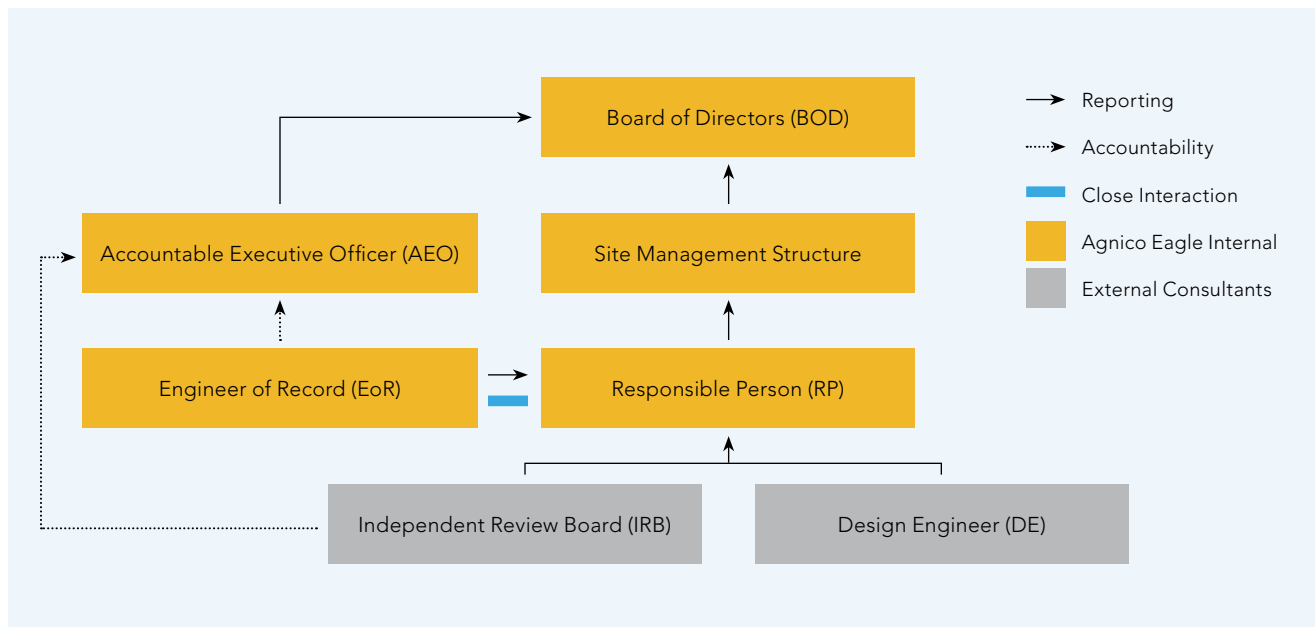 Board of Directors (BOD)
Accountable Executive Officer (AEO)
Site Management Structure
Engineer of Record (EoR)
Responsible Person (RP)
Independent Review Board (IRB)
Design Engineer (DE)
Reporting
Accountability
Close Interaction
Agnico Eagle Internal
External Consultants